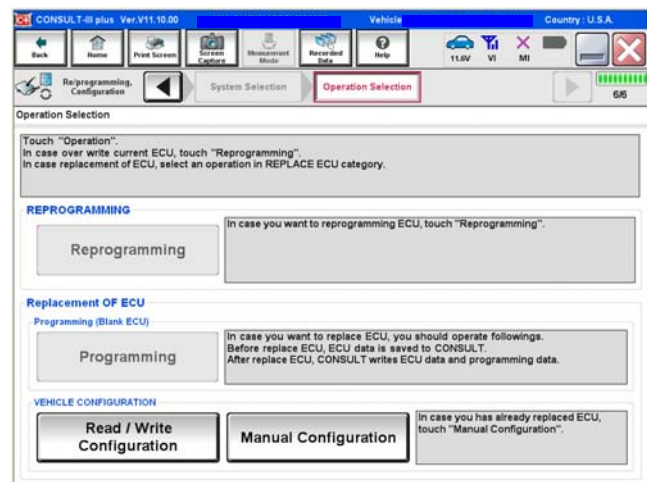 CONSULT-III plus Ver.V11.10.00 Vehicle Country : U.S.A.
Back Home Print Screen Screen Capture Measurement Mode Recorded Data Help 11.6V VI MI
Re/programming, Configuration System Selection Operation Selection 6/6
Operation Selection
Touch "Operation".
In case over write current ECU, touch "Reprogramming".
In case replacement of ECU, select an operation in REPLACE ECU category.
REPROGRAMMING
Reprogramming
In case you want to reprogramming ECU, touch "Reprogramming".
Replacement OF ECU
Programming (Blank ECU)
Programming
In case you want to replace ECU, you should operate followings.
Before replace ECU, ECU data is saved to CONSULT.
After replace ECU, CONSULT writes ECU data and programming data.
VEHICLE CONFIGURATION
Read / Write
Configuration
Manual Configuration
In case you has already replaced ECU,
touch "Manual Configuration".